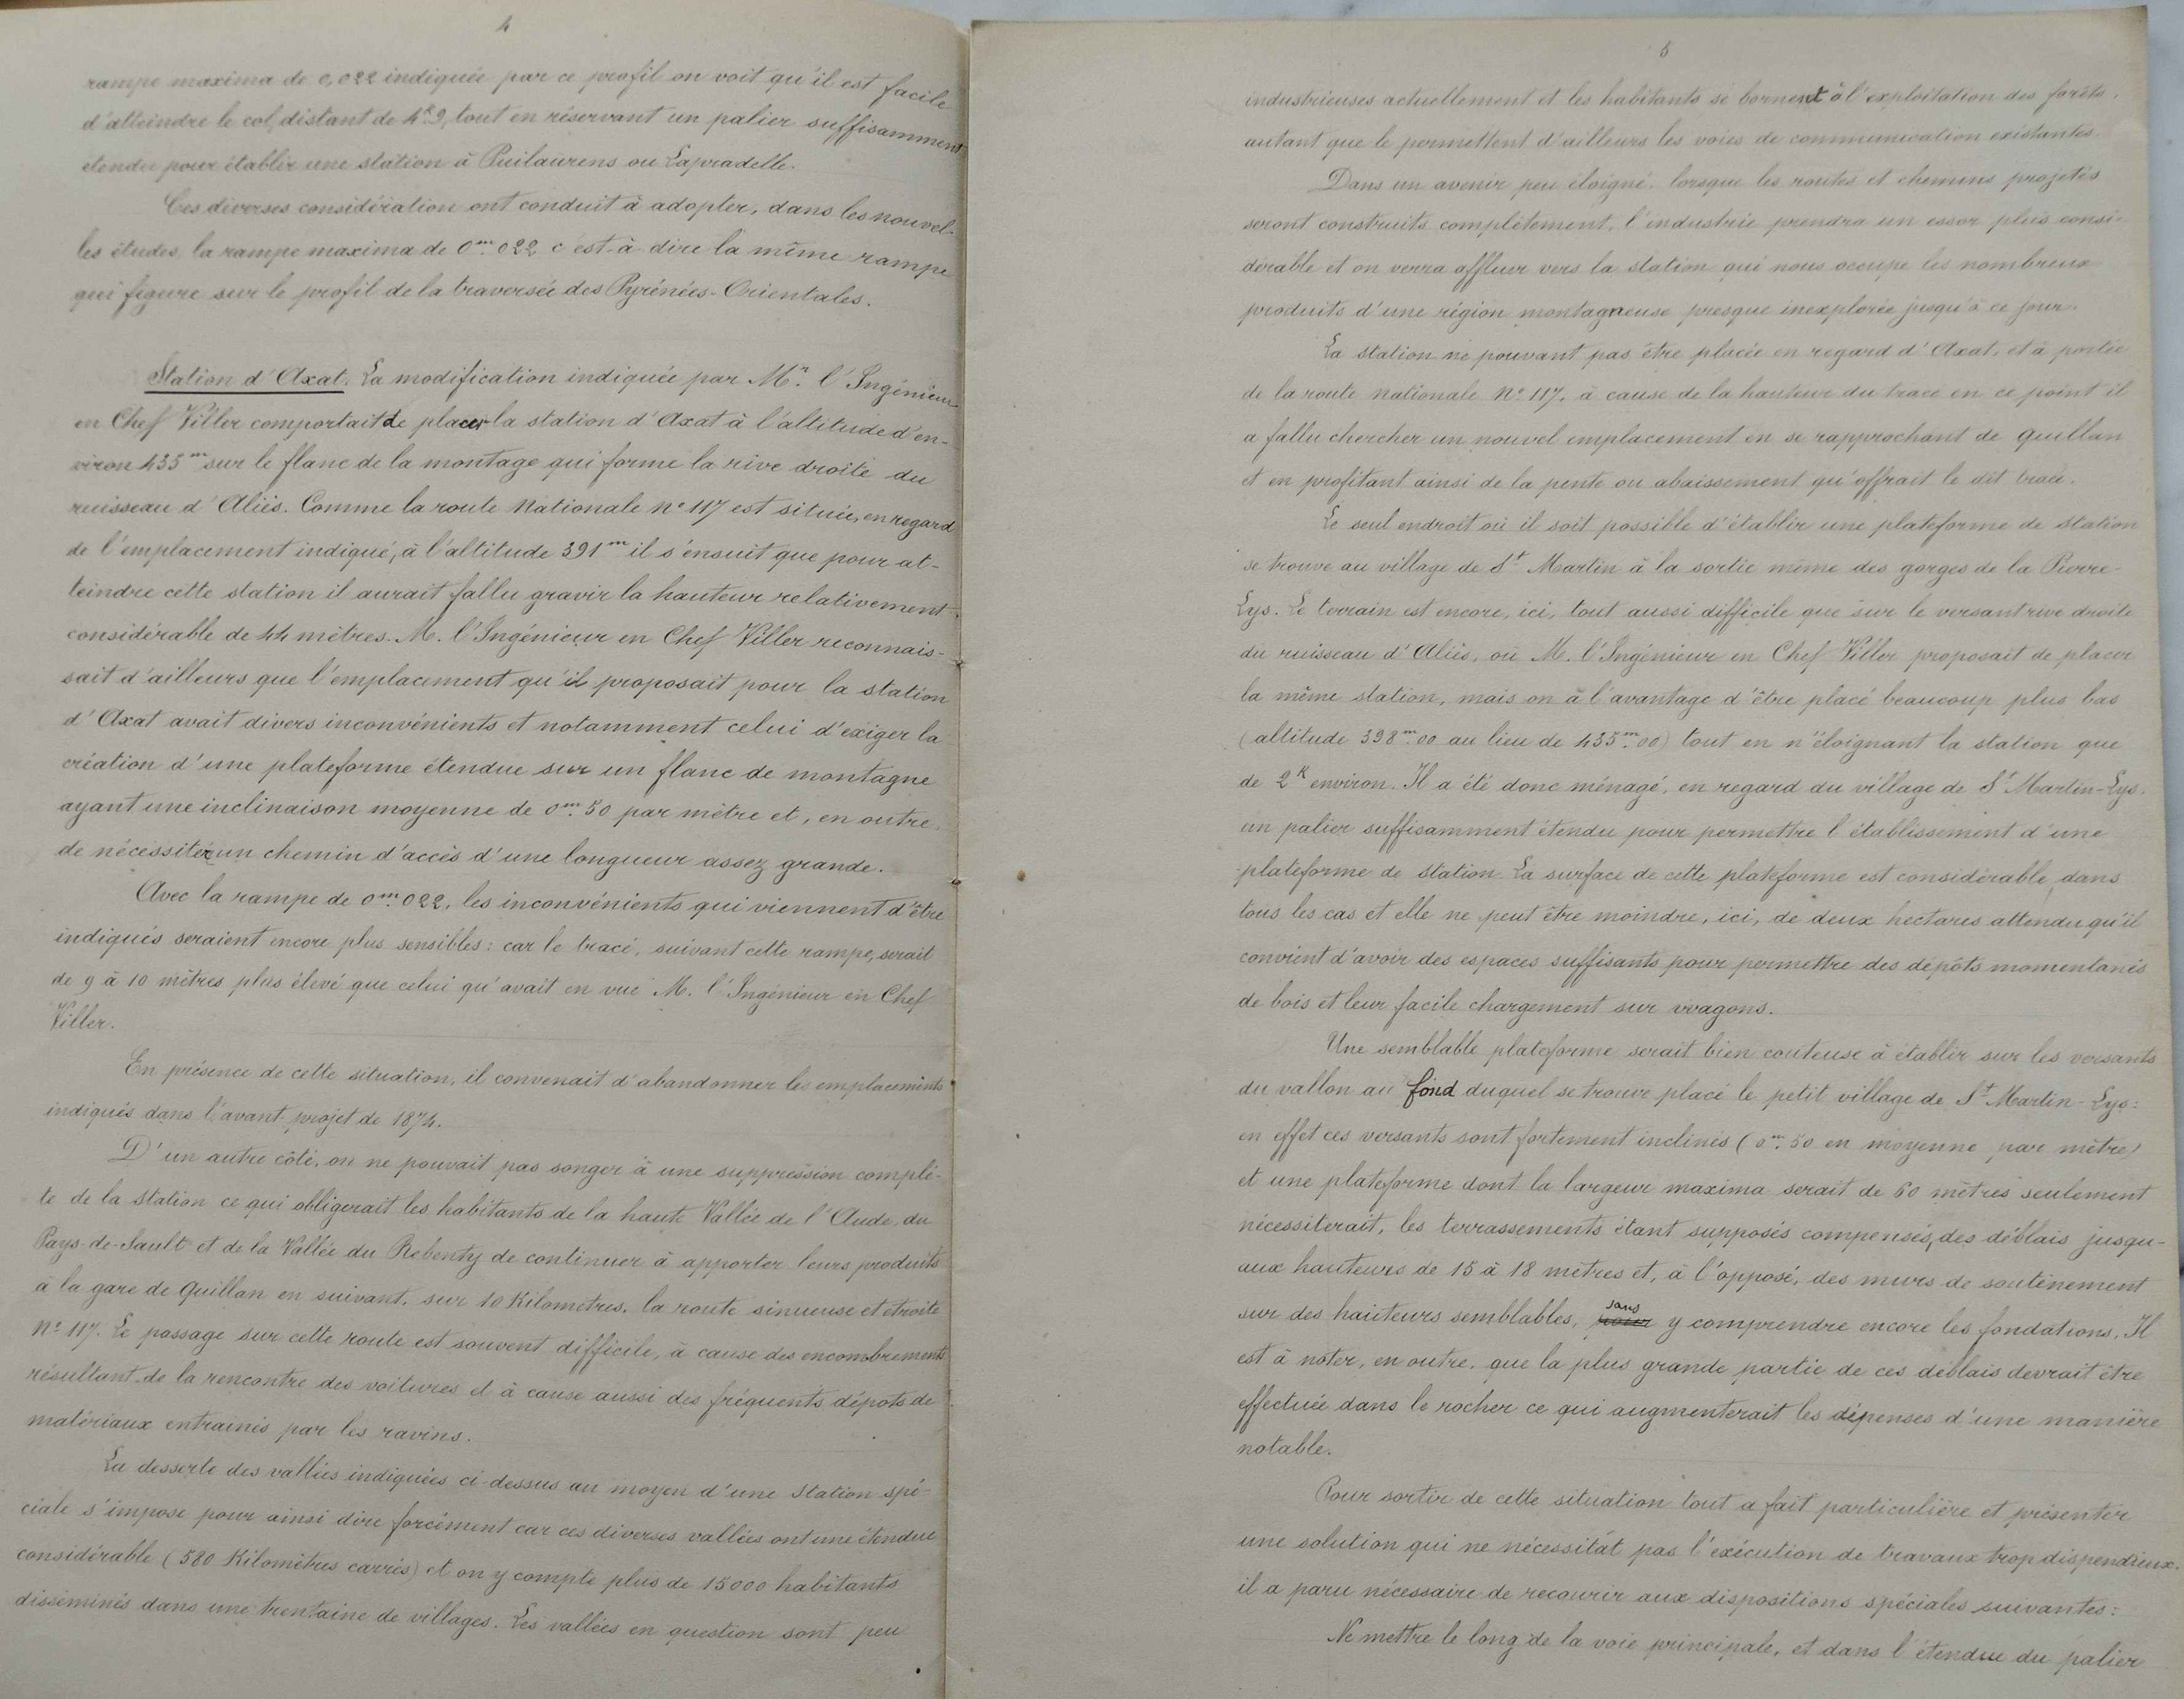 4
rampe maxima de 0,022 indiquée par ce profil on voit qu'il est facile
d'atteindre le col, distant de 4k.9, tout en réservant un palier suffisamment
étendu pour établir une station à Puilaurens ou Lapradelle.
Ces diverses considération ont conduit à adopter, dans les nouvel-
les études, la rampe maxima de 0m.022 c'est-à-dire la même rampe
qui figure sur le profil de la traversée des Pyrénées-Orientales.
Station d'Axat. La modification indiquée par Mr. l'Ingénieur
en Chef Viller comportait de placer la station d'Axat à l'altitude d'en-
viron 435m sur le flanc de la montage qui forme la rive droite du
ruisseau d'Aliès. Comme la route Nationale no 117 est située, en regard
de l'emplacement indiqué, à l'altitude 391m il s'ensuit que pour at-
teindre cette station il aurait fallu gravir la hauteur relativement
considérable de 44 mètres. M. l'Ingénieur en Chef Viller reconnais-
sait d'ailleurs que l'emplacement qu'il proposait pour la station
d'Axat avait divers inconvénients et notamment celui d'exiger la
création d'une plateforme étendue sur un flanc de montagne
ayant une inclinaison moyenne de 0m.50 par mètre et, en outre,
de nécessiter un chemin d'accès d'une longueur assez grande.
Avec la rampe de 0m.022, les inconvénients qui viennent d'être
indiqués seraient encore plus sensibles: car le tracé, suivant cette rampe, serait
de 9 à 10 mètres plus élevé que celui qu'avait en vue M. l'Ingénieur en Chef
Viller.
En présence de cette situation, il convenait d'abandonner les emplacements
indiqués dans l'avant-projet de 1874.
D'un autre côté, on ne pouvait pas songer à une suppression complè-
te de la station ce qui obligerait les habitants de la haute Vallée de l'Aude, du
Pays-de-Sault et de la Vallée du Rebenty de continuer à apporter leurs produits
à la gare de Quillan en suivant, sur 10 Kilomètres, la route sinueuse et étroite
No 117. Le passage sur cette route est souvent difficile, à cause des encombrements
résultant de la rencontre des voitures et à cause aussi des fréquents dépots de
matériaux entrainés par les ravins.
La desserte des vallées indiquées ci-dessus au moyen d'une station spé-
ciale s'impose pour ainsi dire forcément car ces diverses vallées ont une étendue
considérable (580 Kilomètres carrés) et on y compte plus de 15000 habitants
disséminés dans une trentaine de villages. Les vallées en question sont peu
5
industrieuses actuellement et les habitants se bornent à l'exploitation des forêts,
autant que le permettent d'ailleurs les voies de communication existantes.
Dans un avenir peu éloigné, lorsque les routes et chemins projetés
seront construits complètement, l'industrie prendra un essor plus consi-
dérable et on verra affluer vers la station qui nous occupe les nombreux
produits d'une région montagneuse presque inexplorée jusqu'à ce jour.
La station ne pouvant pas être placée en regard d'Axat, et à portée
de la route nationale No 117, à cause de la hauteur du tracé en ce point il
a fallu chercher un nouvel emplacement en se rapprochant de Quillan
et en profitant ainsi de la pente ou abaissement qu'offrait le dit tracé.
Le seul endroit où il soit possible d'établir une plateforme de station
se trouve au village de St Martin à la sortie même des gorges de la Pierre-
Lys. Le terrain est encore, ici, tout aussi difficile que sur le versant rive droite
du ruisseau d'Aliès, où M. l'Ingénieur en Chef Viller proposait de placer
la même station, mais on à l'avantage d'être placé beaucoup plus bas
(altitude 398m.00 au lieu de 435m.00) tout en n'éloignant la station que
de 2k environ. Il a été donc ménagé, en regard du village de St Martin-Lys,
un palier suffisamment étendu pour permettre l'établissement d'une
plateforme de station. La surface de cette plateforme est considérable, dans
tous les cas et elle ne peut être moindre, ici, de deux hectares attendu qu'il
convient d'avoir des espaces suffisants pour permettre des dépôts momentanés
de bois et leur facile chargement sur wagons.
Une semblable plateforme serait bien couteuse à établir sur les versants
du vallon au fond duquel se trouve placé le petit village de St Martin-Lys:
en effet ces versants sont fortement inclinés (0m.50 en moyenne par mètre)
et une plateforme dont la largeur maxima serait de 60 mètres seulement
nécessiterait, les terrassements étant supposés compensés, des déblais jusqu-
aux hauteurs de 15 à 18 mètres et, à l'opposé, des murs de soutènement
sur des hauteurs semblables, sans y comprendre encore les fondations. Il
est à noter, en outre, que la plus grande partie de ces déblais devrait être
effectuée dans le rocher ce qui augmenterait les dépenses d'une manière
notable.
Pour sortir de cette situation tout a fait particulière et présenter
une solution qui ne nécessitât pas l'exécution de travaux trop dispendieux,
il a paru nécessaire de recourir aux dispositions spéciales suivantes:
Ne mettre le long de la voie principale, et dans l'étendue du palier